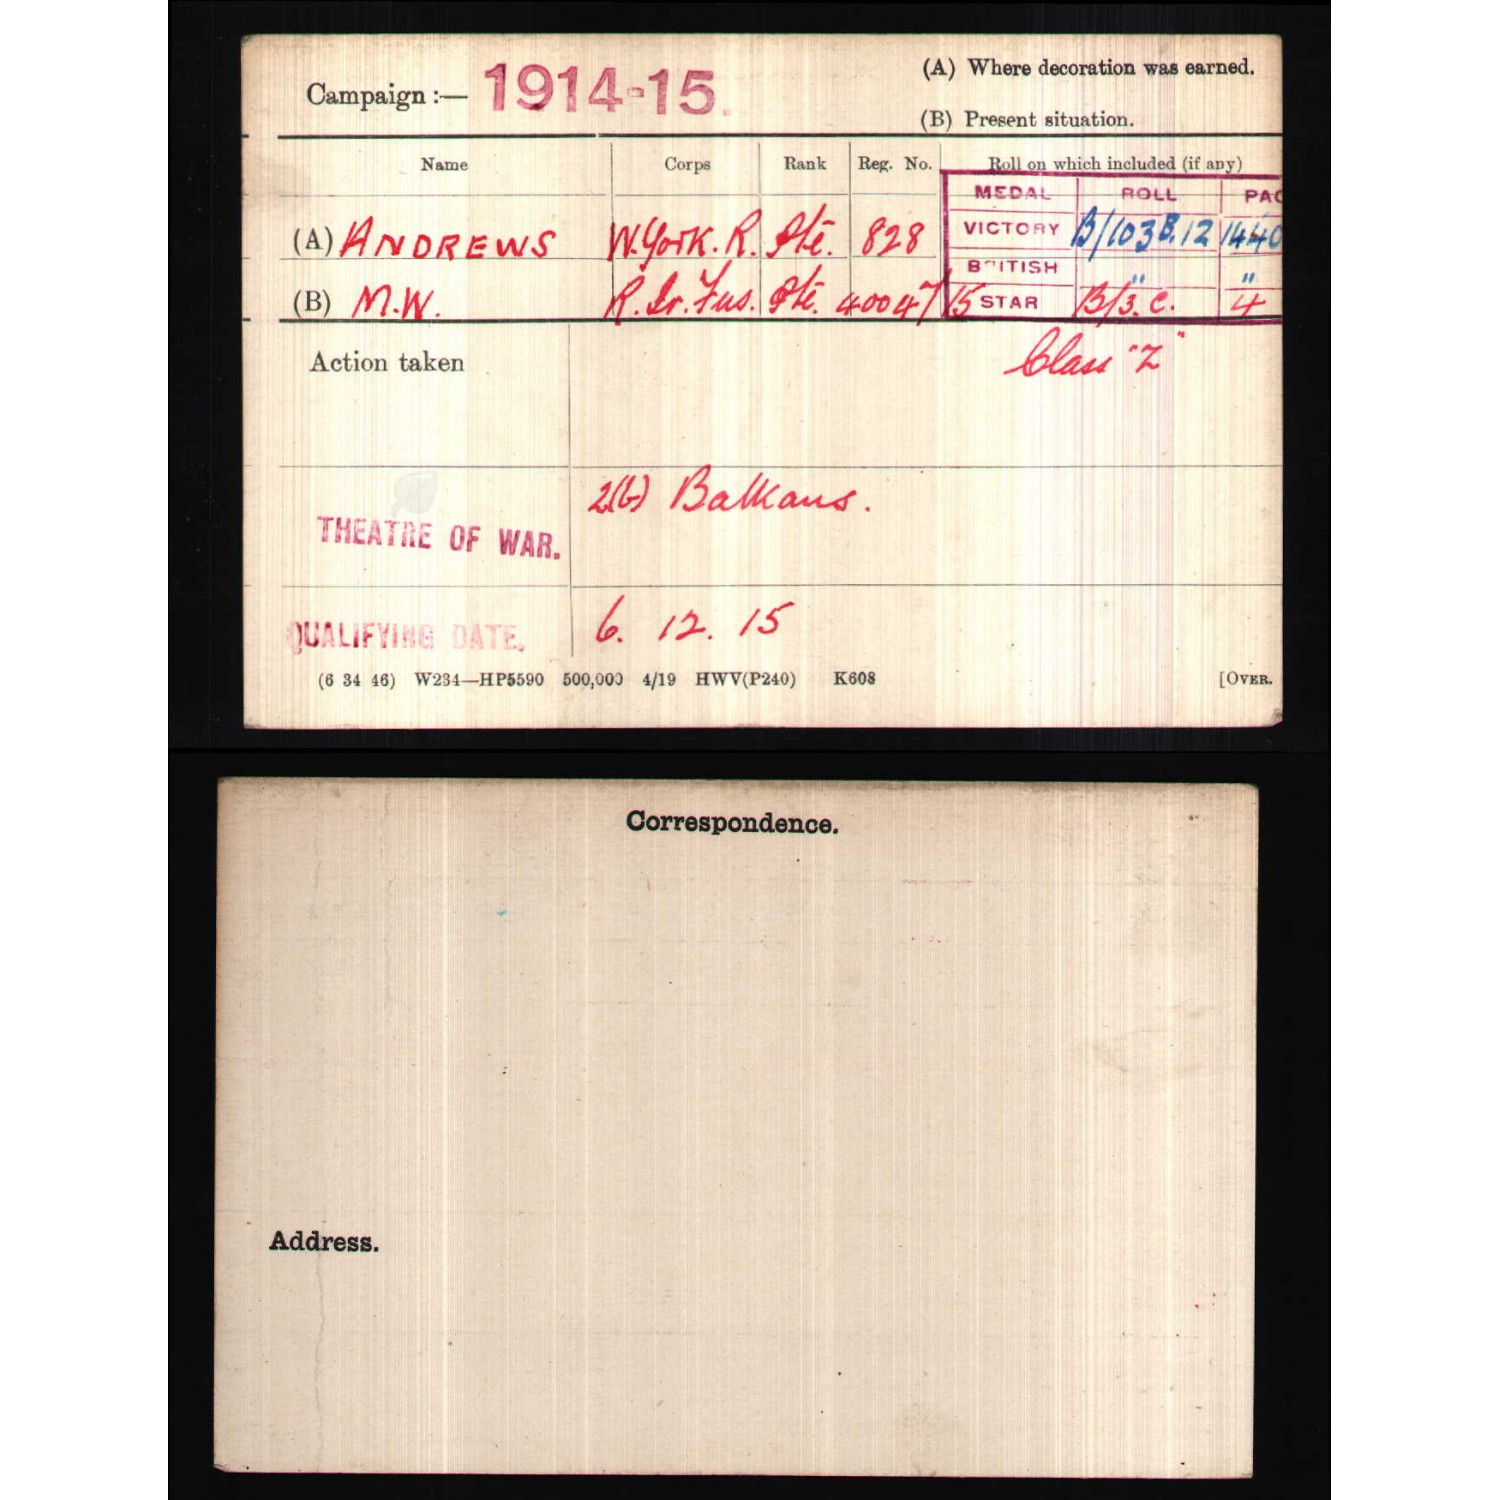 Campaign :— 1914-15.
(A) Where decoration was earned.
(B) Present situation.
Name Corps Rank Reg. No. Roll on which included (if any)
MEDAL ROLL PAG
(A) ANDREWS W. York. R. Pte. 828 VICTORY B/103 B.12 1440
BRITISH " "
(B) M.W. R. Ir. Fus. Pte. 40047 15 STAR B/3. C. 4
Action taken Class "Z"
THEATRE OF WAR. 2(b) Balkans.
QUALIFYING DATE. 6. 12. 15
(6 34 46) W234—HP5590 500,000 4/19 HWV(P240) K608 [OVER.
Correspondence.
Address.